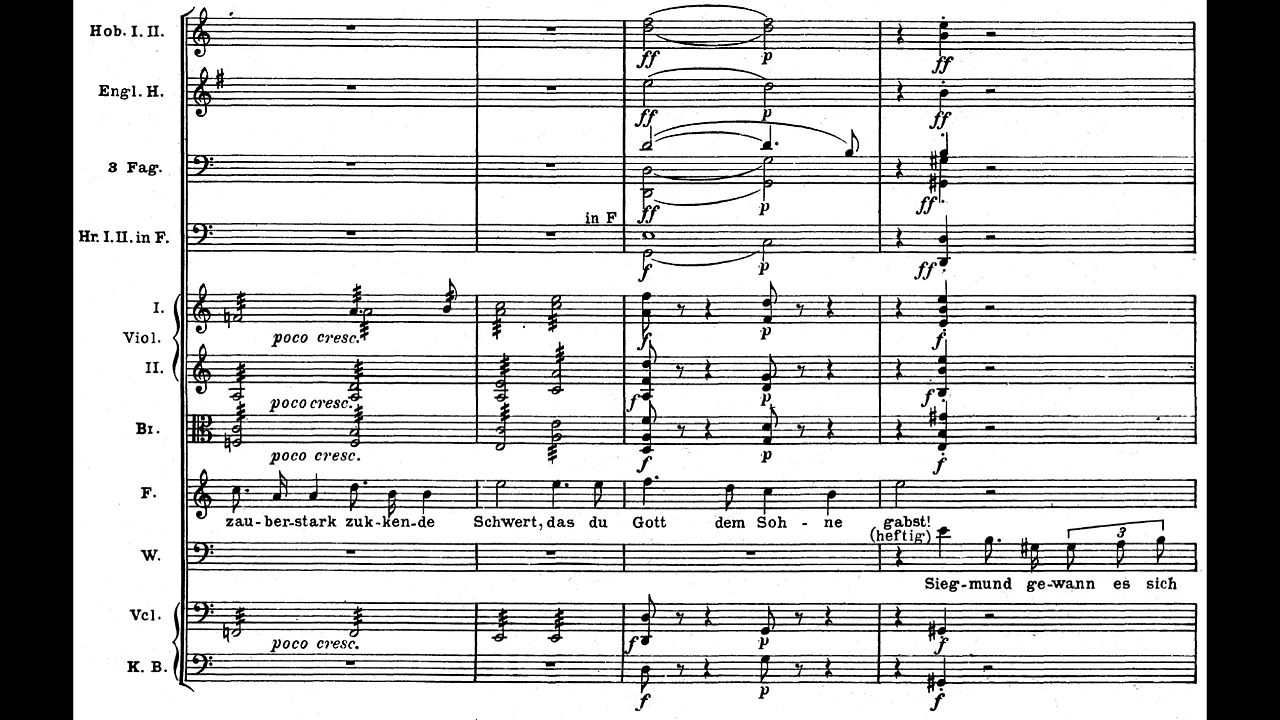 Hob. I. II.
ff p ff
Engl. H.
ff p ff
3 Fag.
ff p ff
in F
Hr. I. II. in F.
f p ff
I.
poco cresc. f p f
Viol.
II.
poco cresc. f p f
Br.
poco cresc. f p f
F.
zau-ber-stark zuk-ken-de Schwert, das du Gott dem Soh - ne gabst!
(heftig)
W.
3
Sieg-mund ge-wann es sich
Vcl.
poco cresc. f p f
K. B.
f p f